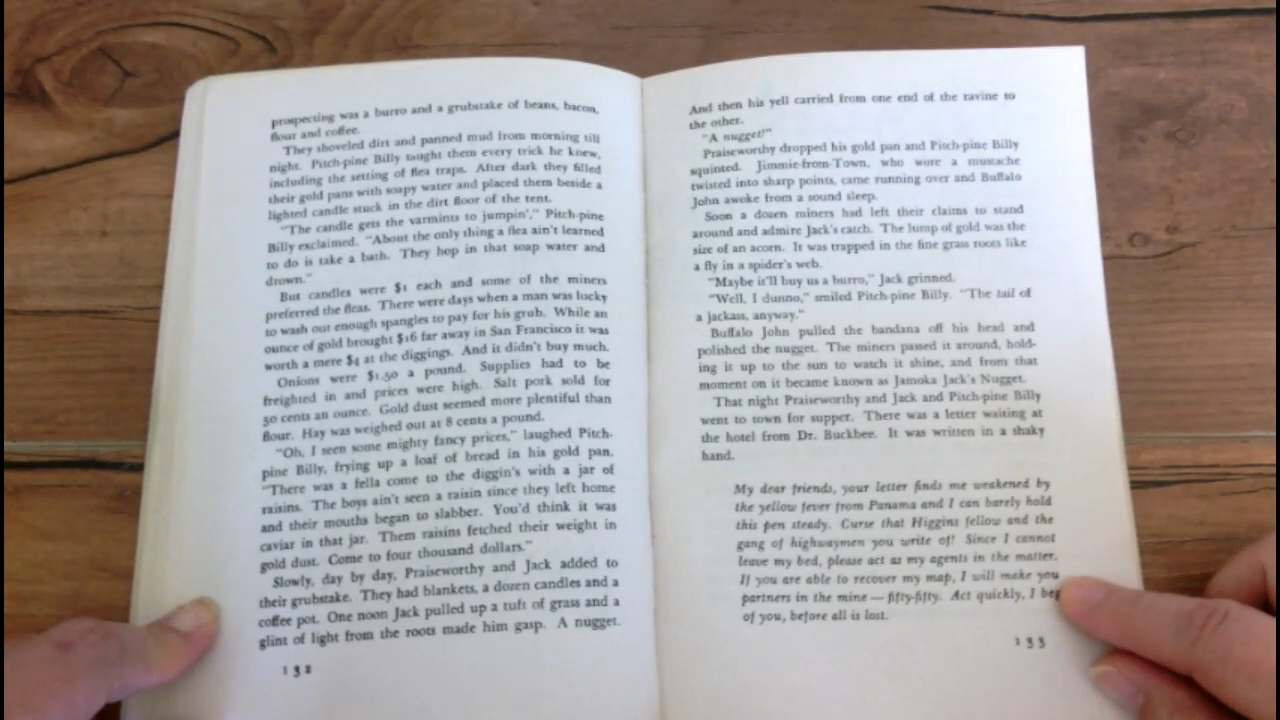 prospecting was a burro and a grubstake of beans, bacon,
flour and coffee.
They shoveled dirt and panned mud from morning till
night. Pitch-pine Billy taught them every trick he knew,
including the setting of flea traps. After dark they filled
their gold pans with soapy water and placed them beside a
lighted candle stuck in the dirt floor of the tent.
"The candle gets the varmints to jumpin'," Pitch-pine
Billy exclaimed. "About the only thing a flea ain't learned
to do is take a bath. They hop in that soap water and
drown."
But candles were $1 each and some of the miners
preferred the fleas. There were days when a man was lucky
to wash out enough spangles to pay for his grub. While an
ounce of gold brought $16 far away in San Francisco it was
worth a mere $4 at the diggings. And it didn't buy much.
Onions were $1.50 a pound. Supplies had to be
freighted in and prices were high. Salt pork sold for
50 cents an ounce. Gold dust seemed more plentiful than
flour. Hay was weighed out at 8 cents a pound.
"Oh, I seen some mighty fancy prices," laughed Pitch-
pine Billy, frying up a loaf of bread in his gold pan.
"There was a fella come to the diggin's with a jar of
raisins. The boys ain't seen a raisin since they left home
and their mouths began to slabber. You'd think it was
caviar in that jar. Them raisins fetched their weight in
gold dust. Come to four thousand dollars."
Slowly, day by day, Praiseworthy and Jack added to
their grubstake. They had blankets, a dozen candles and a
coffee pot. One noon Jack pulled up a tuft of grass and a
glint of light from the roots made him gasp. A nugget.
132
And then his yell carried from one end of the ravine to
the other.
"A nugget!"
Praiseworthy dropped his gold pan and Pitch-pine Billy
squinted. Jimmie-from-Town, who wore a mustache
twisted into sharp points, came running over and Buffalo
John awoke from a sound sleep.
Soon a dozen miners had left their claims to stand
around and admire Jack's catch. The lump of gold was the
size of an acorn. It was trapped in the fine grass roots like
a fly in a spider's web.
"Maybe it'll buy us a burro," Jack grinned.
"Well, I dunno," smiled Pitch-pine Billy. "The tail of
a jackass, anyway."
Buffalo John pulled the bandana off his head and
polished the nugget. The miners passed it around, hold-
ing it up to the sun to watch it shine, and from that
moment on it became known as Jamoka Jack's Nugget.
That night Praiseworthy and Jack and Pitch-pine Billy
went to town for supper. There was a letter waiting at
the hotel from Dr. Buckbee. It was written in a shaky
hand.
My dear friends, your letter finds me weakened by
the yellow fever from Panama and I can barely hold
this pen steady. Curse that Higgins fellow and the
gang of highwaymen you write of! Since I cannot
leave my bed, please act as my agents in the matter.
If you are able to recover my map, I will make you
partners in the mine — fifty-fifty. Act quickly, I beg
of you, before all is lost.
133